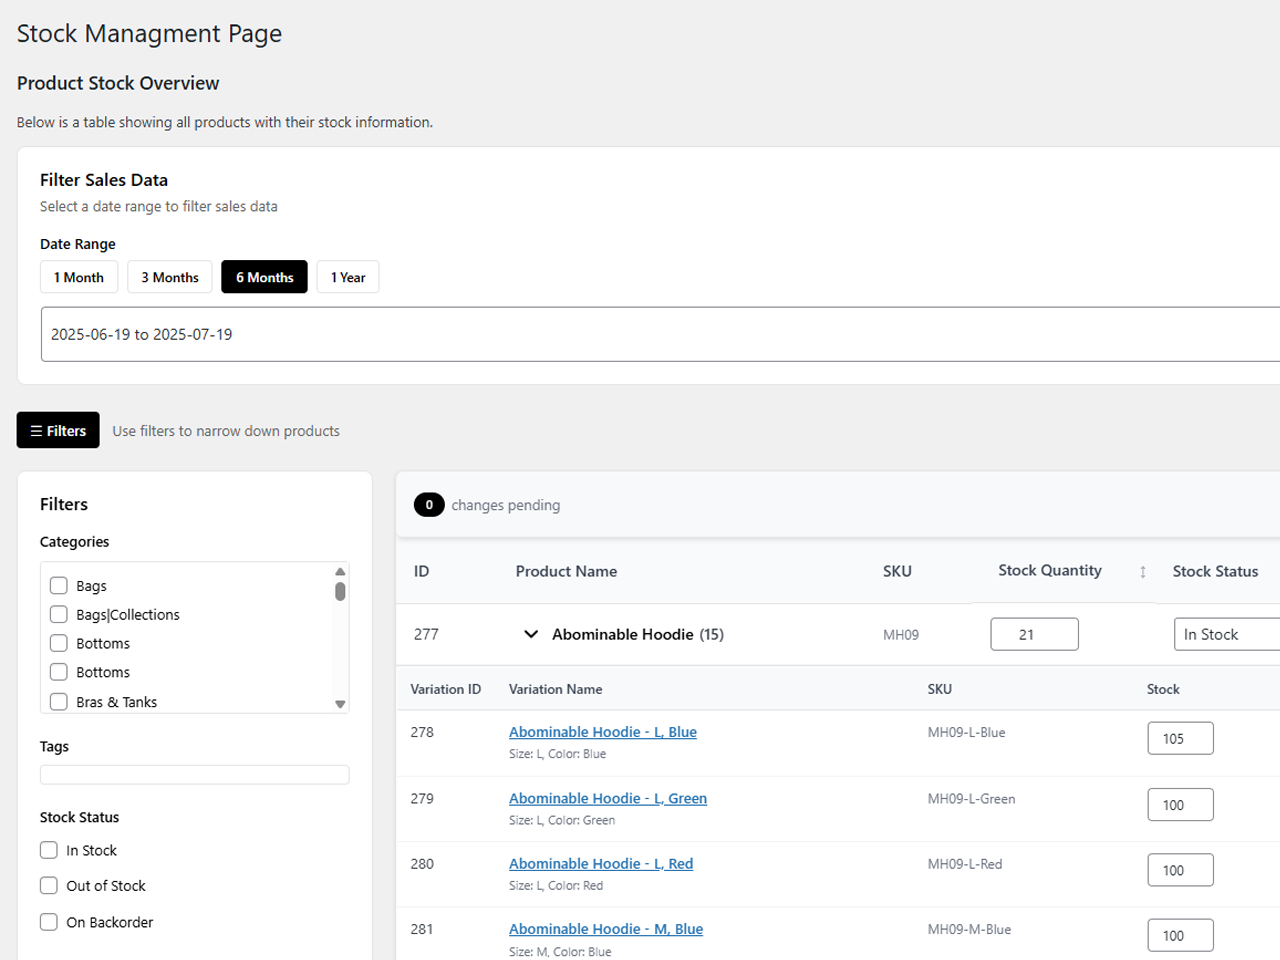 Stock Managment Page
Product Stock Overview
Below is a table showing all products with their stock information.
Filter Sales Data
Select a date range to filter sales data
Date Range
1 Month 3 Months 6 Months 1 Year
2025-06-19 to 2025-07-19
☰ Filters Use filters to narrow down products
Filters
Categories
Bags
Bags|Collections
Bottoms
Bottoms
Bras & Tanks
Tags
Stock Status
In Stock
Out of Stock
On Backorder
0 changes pending
ID Product Name SKU Stock Quantity ↕ Stock Status
277 Abominable Hoodie (15) MH09 21 In Stock
Variation ID Variation Name SKU Stock
278 Abominable Hoodie - L, Blue MH09-L-Blue 105
Size: L, Color: Blue
279 Abominable Hoodie - L, Green MH09-L-Green 100
Size: L, Color: Green
280 Abominable Hoodie - L, Red MH09-L-Red 100
Size: L, Color: Red
281 Abominable Hoodie - M, Blue MH09-M-Blue 100
Size: M, Color: Blue